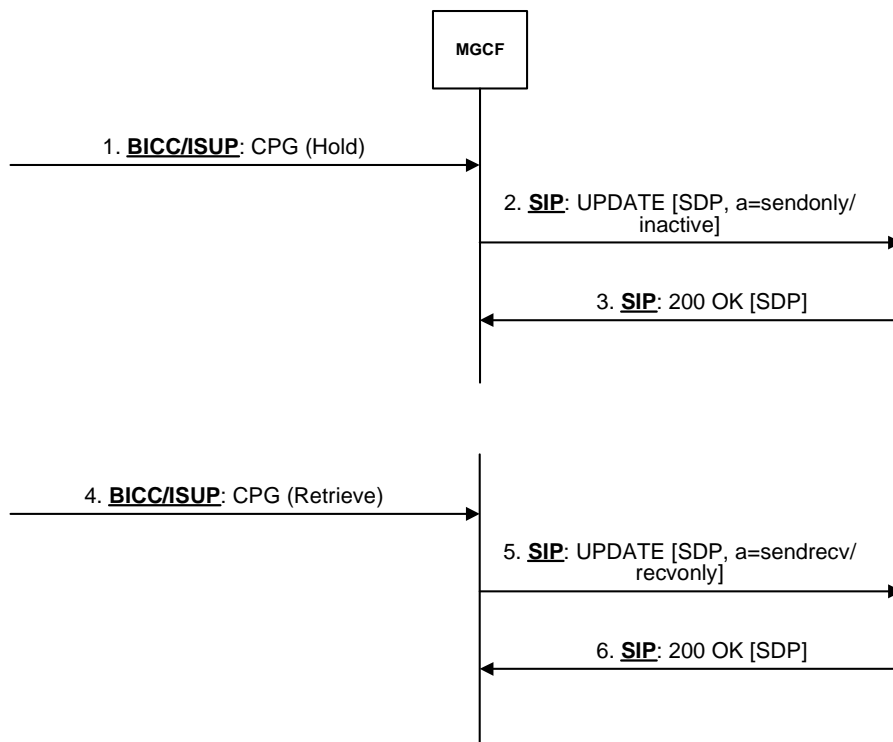 MGCF
1. BICC/ISUP: CPG (Hold)
2. SIP: UPDATE [SDP, a=sendonly/
inactive]
3. SIP: 200 OK [SDP]
4. BICC/ISUP: CPG (Retrieve)
5. SIP: UPDATE [SDP, a=sendrecv/
recvonly]
6. SIP: 200 OK [SDP]